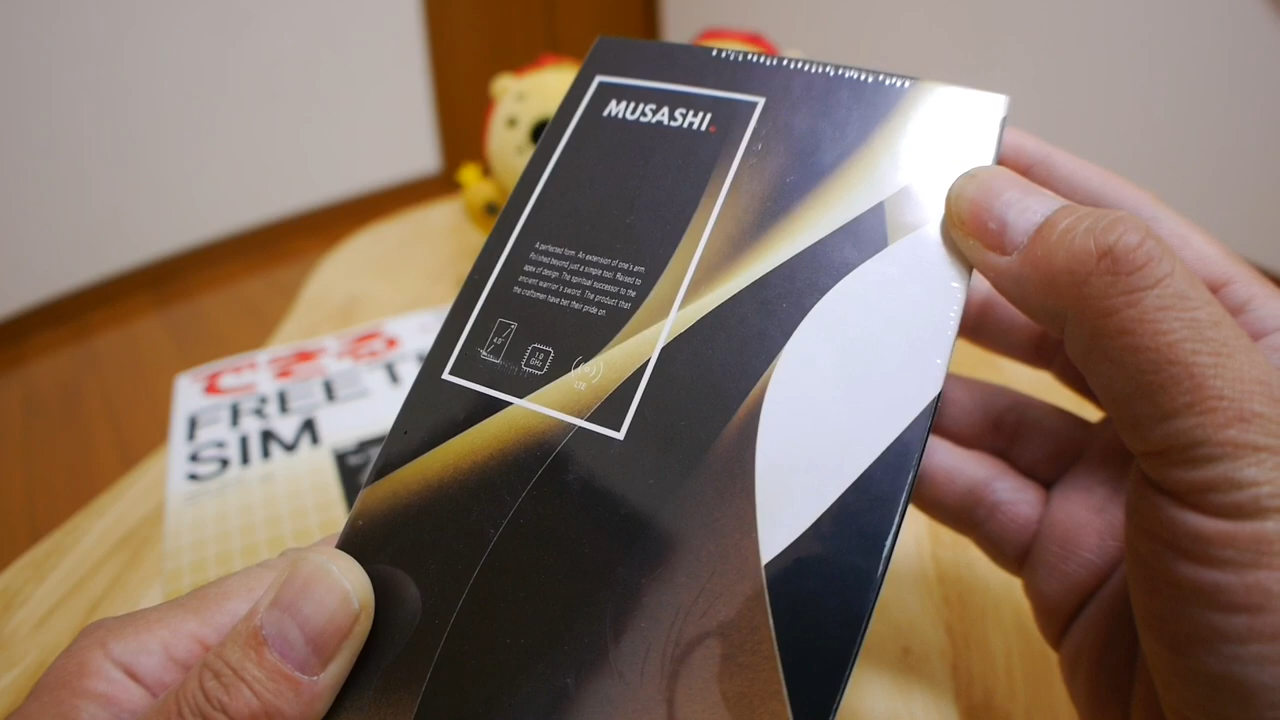 MUSASHI.
A perfected form. An extension of one's arm.
Polished beyond just a simple tool. Raised to
apex of design. The spiritual successor to the
ancient warrior's sword. The product that
the craftsmen have bet their pride on.
4.0"
1.0
GHz
LTE
FREET
SIM